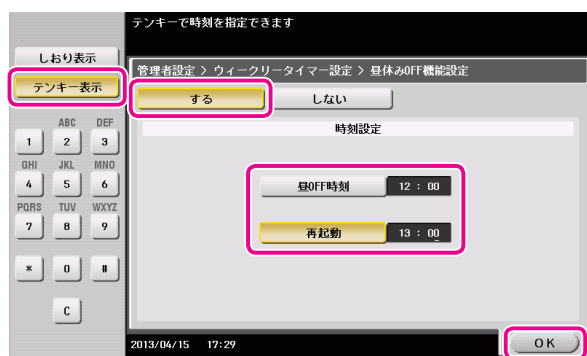 テンキーで時刻を指定できます
しおり表示
テンキー表示
管理者設定 > ウィークリータイマー設定 > 昼休みOFF機能設定
する しない
時刻設定
昼OFF時刻 12 : 00
再起動 13 : 00
ABC DEF
1 2 3
GHI JKL MNO
4 5 6
PQRS TUV WXYZ
7 8 9
* 0 #
C
2013/04/15 17:29
OK